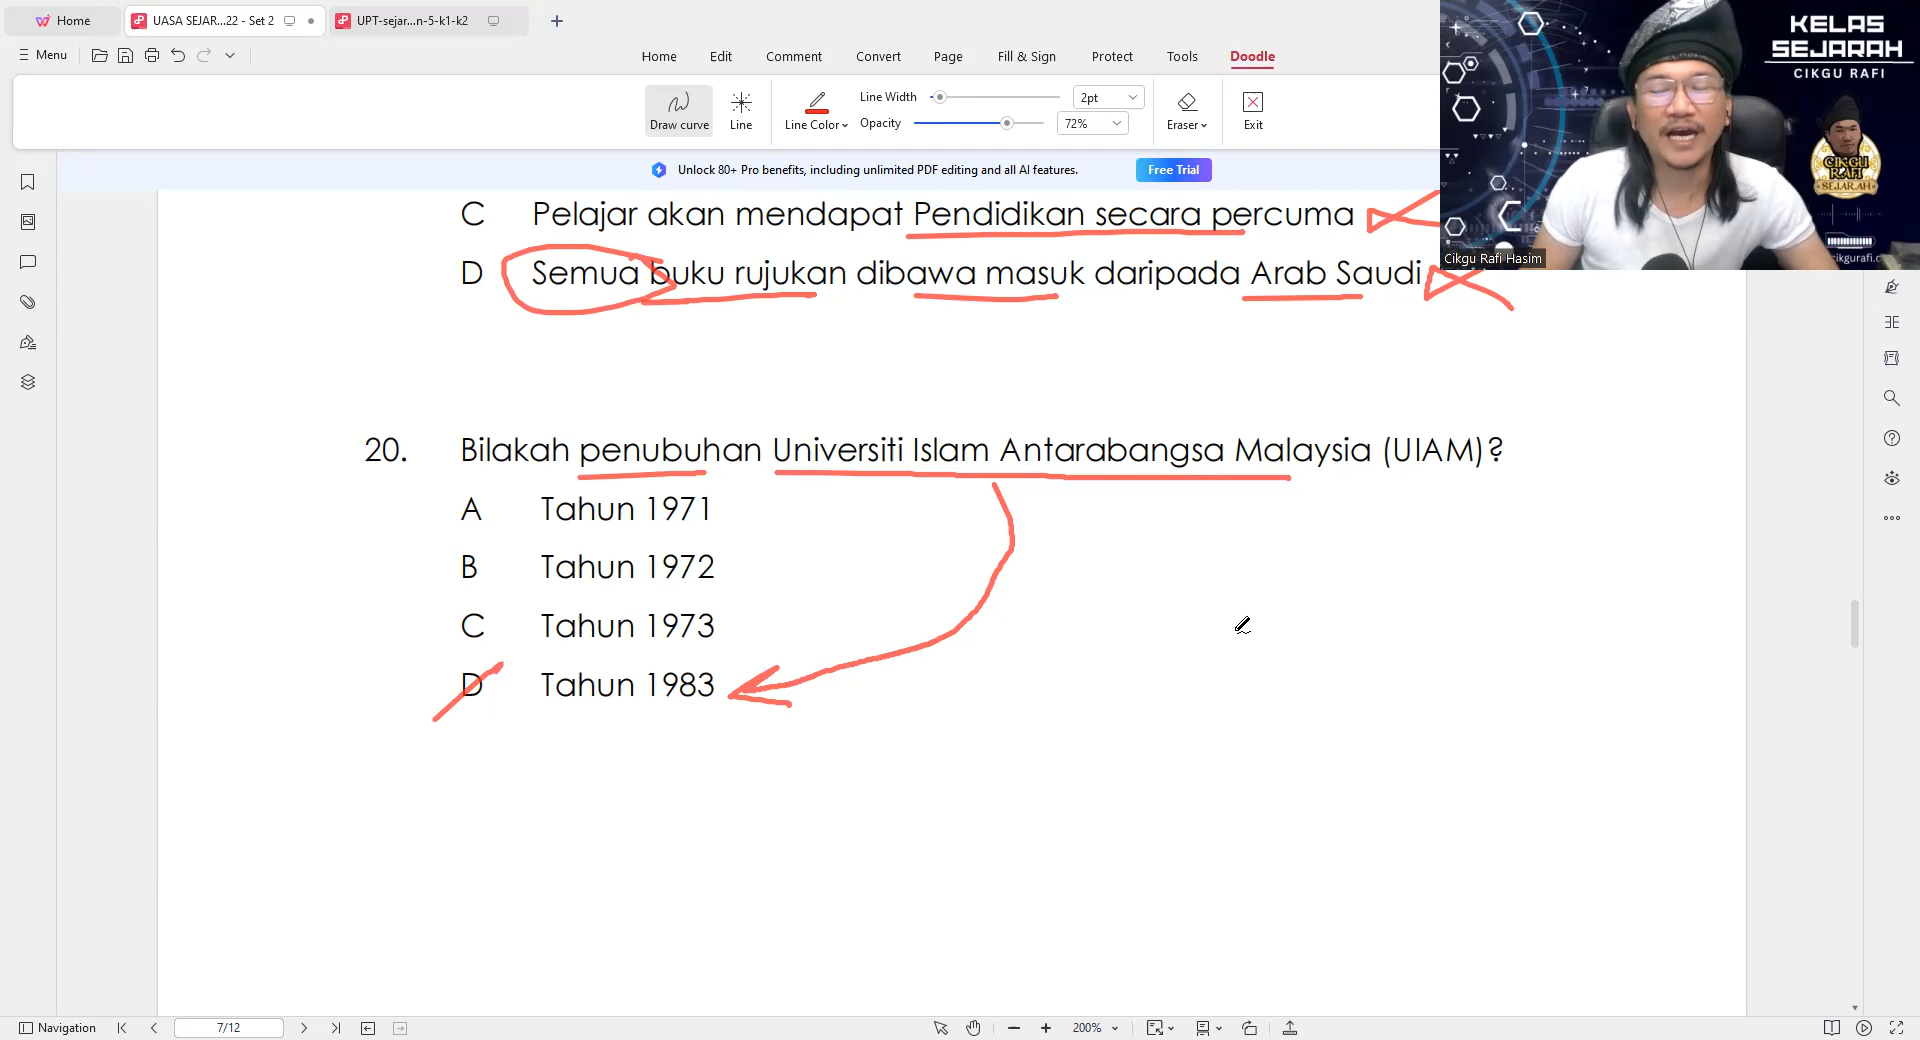 Home
UASA SEJAR...22 - Set 2
UPT-sejar...n-5-k1-k2
Menu
Home Edit Comment Convert Page Fill & Sign Protect Tools Doodle
Draw curve
Line
Line Color
Line Width
2pt
Opacity
72%
Eraser
Exit
Unlock 80+ Pro benefits, including unlimited PDF editing and all AI features.
Free Trial
KELAS
SEJARAH
CIKGU RAFI
CIKGU
RAFI
SEJARAH
Cikgu Rafi Hasim
C Pelajar akan mendapat Pendidikan secara percuma
D Semua buku rujukan dibawa masuk daripada Arab Saudi
20. Bilakah penubuhan Universiti Islam Antarabangsa Malaysia (UIAM)?
A Tahun 1971
B Tahun 1972
C Tahun 1973
D Tahun 1983
Navigation
7/12
200%